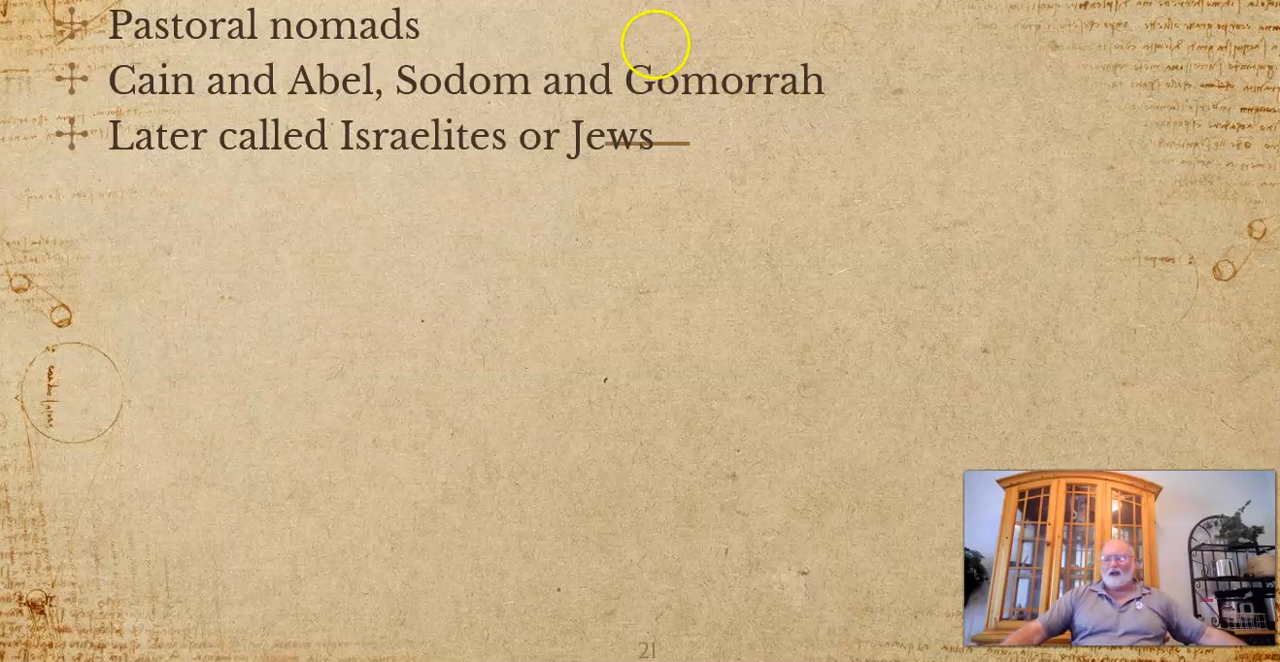 Pastoral nomads
Cain and Abel, Sodom and Gomorrah
Later called Israelites or Jews
21